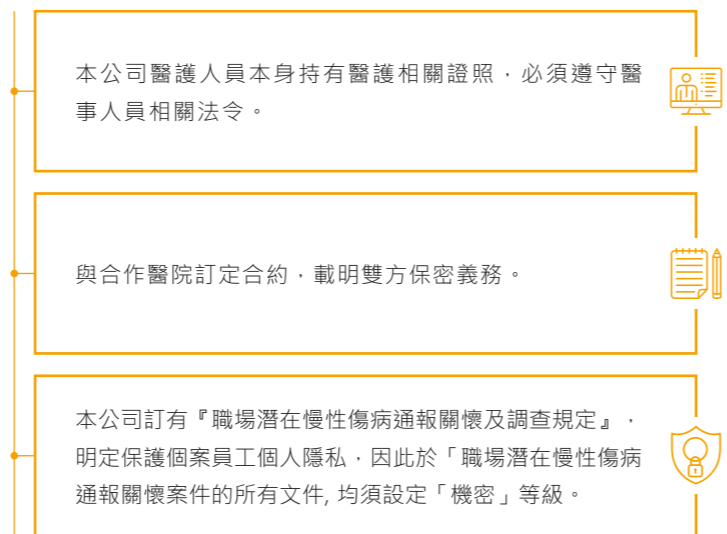 本公司醫護人員本身持有醫護相關證照，必須遵守醫
事人員相關法令。
與合作醫院訂定合約，載明雙方保密義務。
本公司訂有『職場潛在慢性傷病通報關懷及調查規定』，
明定保護個案員工個人隱私，因此於「職場潛在慢性傷病
通報關懷案件的所有文件, 均須設定「機密」等級。